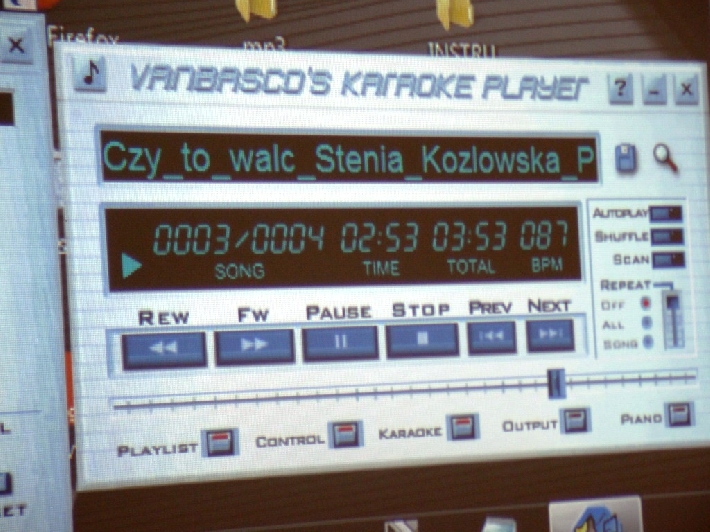 Firefox
mp3
INSTRU
VANBASCO'S KARAOKE PLAYER
? – x
Czy_to_walc_Stenia_Kozlowska_P
0003/0004 02:53 03:53 087
SONG TIME TOTAL BPM
AUTOPLAY
SHUFFLE
SCAN
REPEAT
OFF
ALL
SONG
REW FW PAUSE STOP PREV NEXT
PLAYLIST CONTROL KARAOKE OUTPUT PIANO